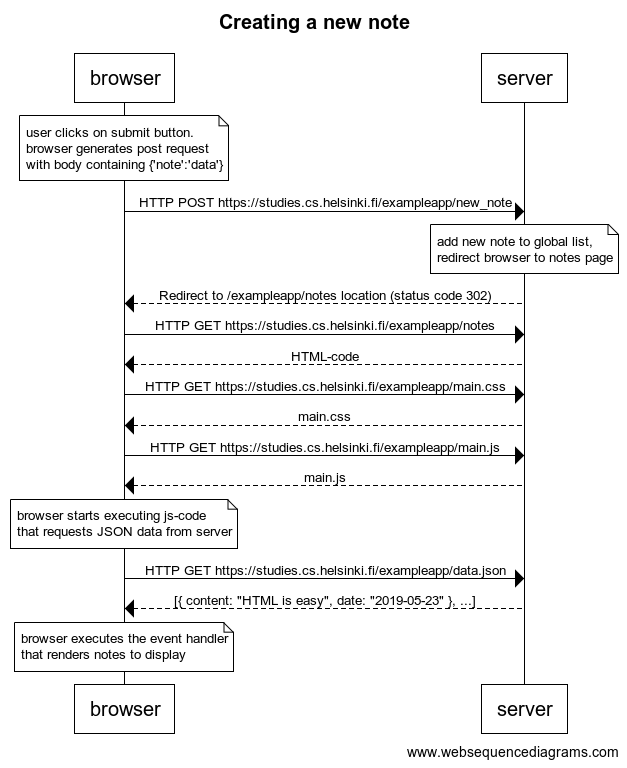 Creating a new note
browser
server
user clicks on submit button.
browser generates post request
with body containing {'note':'data'}
HTTP POST https://studies.cs.helsinki.fi/exampleapp/new_note
add new note to global list,
redirect browser to notes page
Redirect to /exampleapp/notes location (status code 302)
HTTP GET https://studies.cs.helsinki.fi/exampleapp/notes
HTML-code
HTTP GET https://studies.cs.helsinki.fi/exampleapp/main.css
main.css
HTTP GET https://studies.cs.helsinki.fi/exampleapp/main.js
main.js
browser starts executing js-code
that requests JSON data from server
HTTP GET https://studies.cs.helsinki.fi/exampleapp/data.json
[{ content: "HTML is easy", date: "2019-05-23" }, ...]
browser executes the event handler
that renders notes to display
browser
server
www.websequencediagrams.com